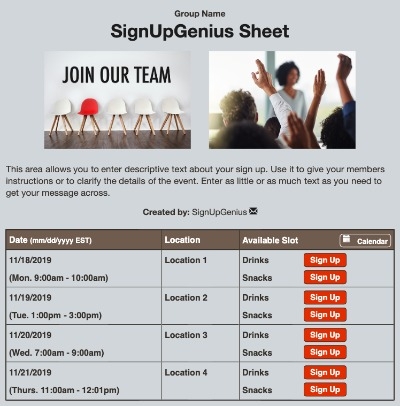 Group Name
SignUpGenius Sheet
JOIN OUR TEAM
This area allows you to enter descriptive text about your sign up. Use it to give your members
instructions or to clarify the details of the event. Enter as little or as much text as you need to
get your message across.
Created by: SignUpGenius
Date (mm/dd/yyyy EST) Location Available Slot Calendar
11/18/2019 Location 1 Drinks Sign Up
(Mon. 9:00am - 10:00am) Snacks Sign Up
11/19/2019 Location 2 Drinks Sign Up
(Tue. 1:00pm - 3:00pm) Snacks Sign Up
11/20/2019 Location 3 Drinks Sign Up
(Wed. 7:00am - 9:00am) Snacks Sign Up
11/21/2019 Location 4 Drinks Sign Up
(Thurs. 11:00am - 12:01pm) Snacks Sign Up